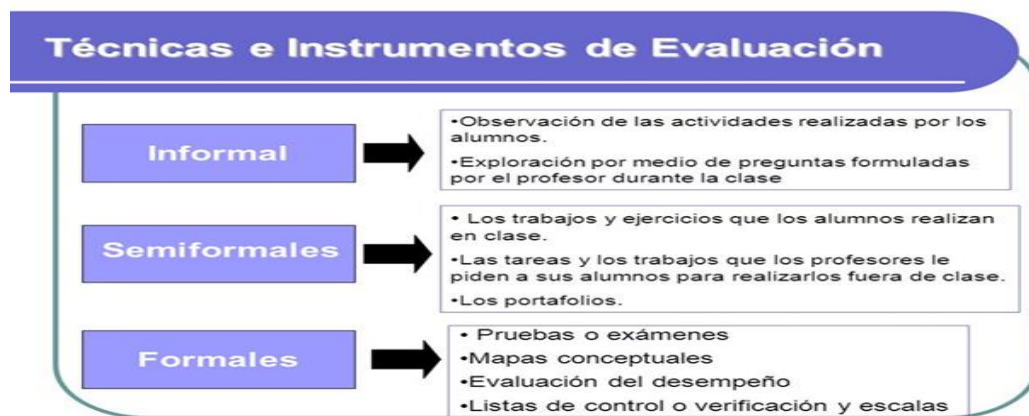 Técnicas e Instrumentos de Evaluación
Informal
•Observación de las actividades realizadas por los
alumnos.
•Exploración por medio de preguntas formuladas
por el profesor durante la clase
Semiformales
• Los trabajos y ejercicios que los alumnos realizan
en clase.
•Las tareas y los trabajos que los profesores le
piden a sus alumnos para realizarlos fuera de clase.
•Los portafolios.
Formales
• Pruebas o exámenes
•Mapas conceptuales
•Evaluación del desempeño
•Listas de control o verificación y escalas